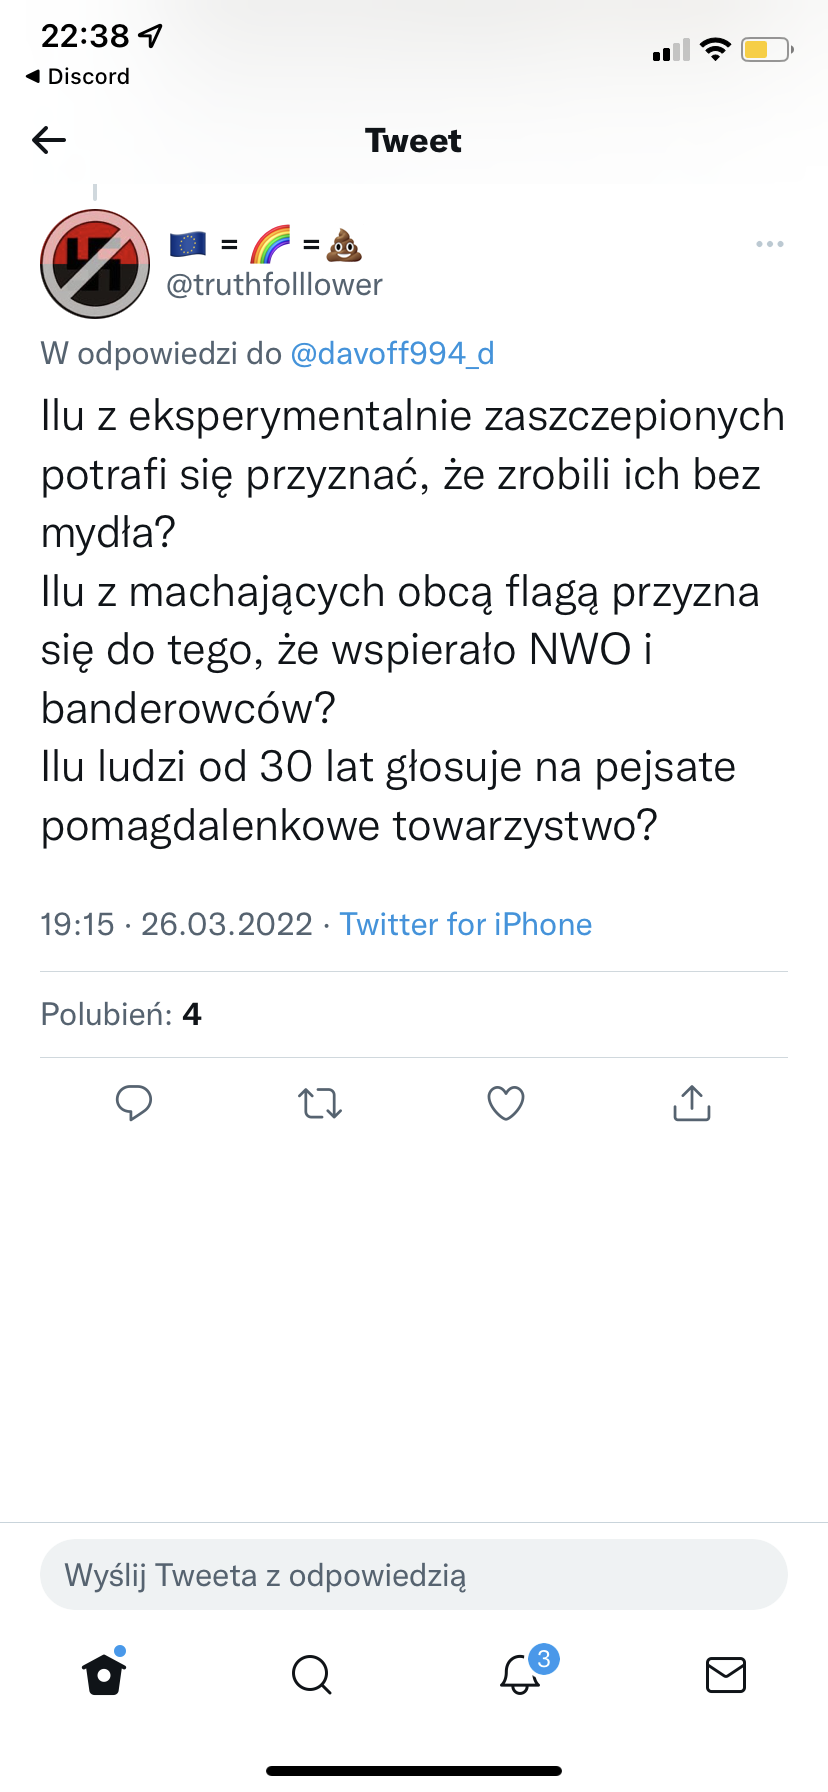 22:38
◀ Discord
Tweet
🇪🇺 = 🌈 =💩
@truthfolllower
W odpowiedzi do @davoff994_d
Ilu z eksperymentalnie zaszczepionych
potrafi się przyznać, że zrobili ich bez
mydła?
Ilu z machających obcą flagą przyzna
się do tego, że wspierało NWO i
banderowców?
Ilu ludzi od 30 lat głosuje na pejsate
pomagdalenkowe towarzystwo?
19:15 · 26.03.2022 · Twitter for iPhone
Polubień: 4
Wyślij Tweeta z odpowiedzią
3